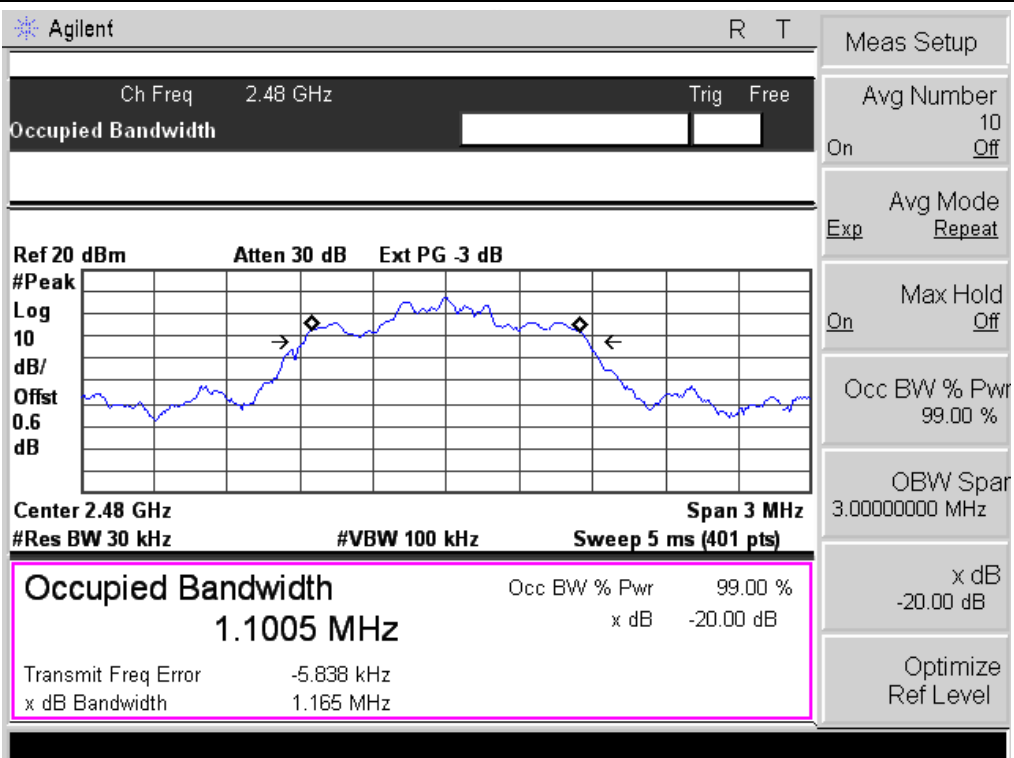 Agilent R T
Meas Setup
Ch Freq 2.48 GHz Trig Free
Occupied Bandwidth
Avg Number
10
On Off
Avg Mode
Exp Repeat
Max Hold
On Off
Occ BW % Pwr
99.00 %
OBW Span
3.00000000 MHz
x dB
-20.00 dB
Optimize
Ref Level
Ref 20 dBm Atten 30 dB Ext PG -3 dB
#Peak
Log
10
dB/
Offst
0.6
dB
Center 2.48 GHz Span 3 MHz
#Res BW 30 kHz #VBW 100 kHz Sweep 5 ms (401 pts)
Occupied Bandwidth
1.1005 MHz
Occ BW % Pwr 99.00 %
x dB -20.00 dB
Transmit Freq Error -5.838 kHz
x dB Bandwidth 1.165 MHz